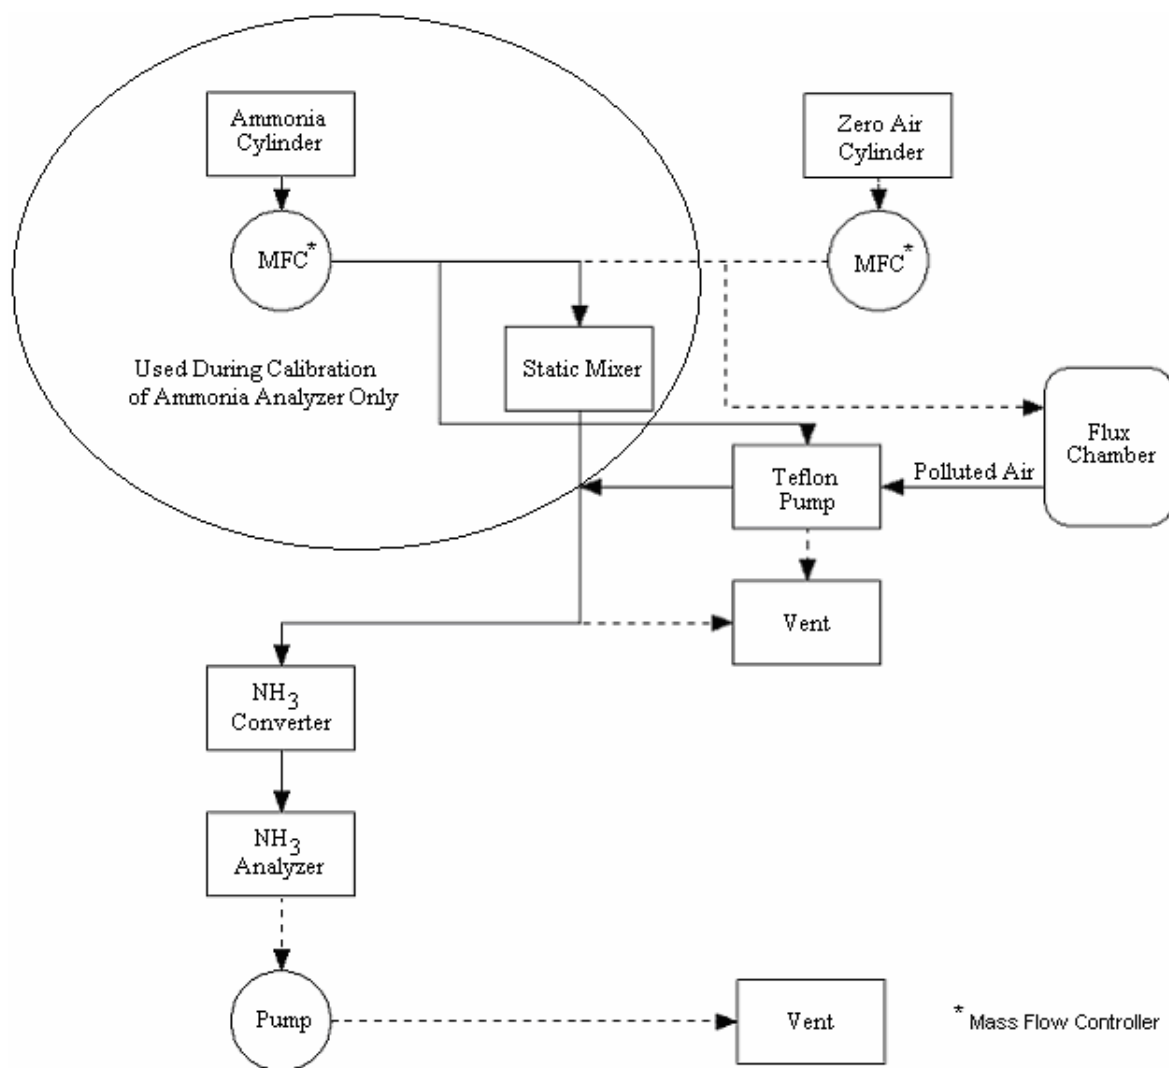 Ammonia
Cylinder
Zero Air
Cylinder
MFC*
MFC*
Used During Calibration
of Ammonia Analyzer Only
Static Mixer
Flux
Chamber
Polluted Air
Teflon
Pump
Vent
NH3
Converter
NH3
Analyzer
Pump
Vent
* Mass Flow Controller